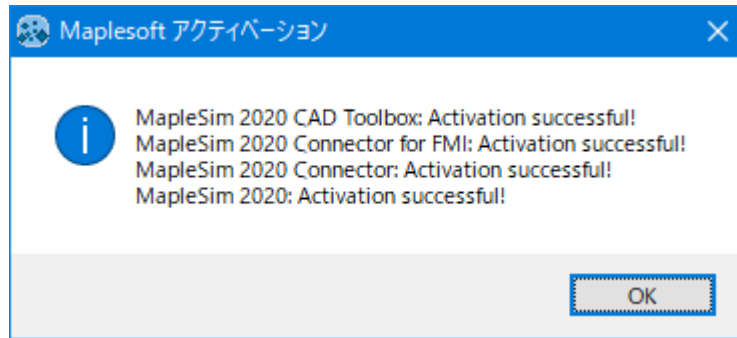 Maplesoft アクティベーション
MapleSim 2020 CAD Toolbox: Activation successful!
MapleSim 2020 Connector for FMI: Activation successful!
MapleSim 2020 Connector: Activation successful!
MapleSim 2020: Activation successful!
OK